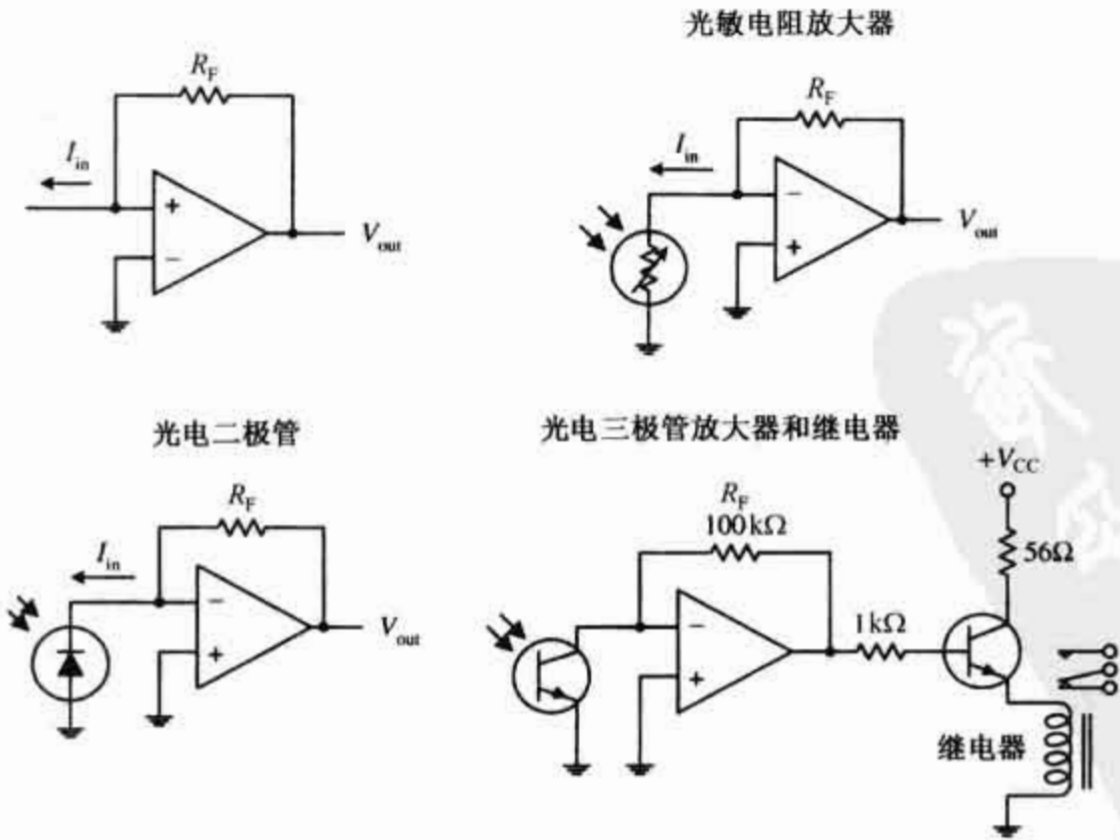 光敏电阻放大器
R_F
I_in
+
−
V_out
R_F
I_in
−
+
V_out
光电二极管
R_F
I_in
−
+
V_out
光电三极管放大器和继电器
R_F
100kΩ
−
+
1kΩ
+V_CC
56Ω
继电器